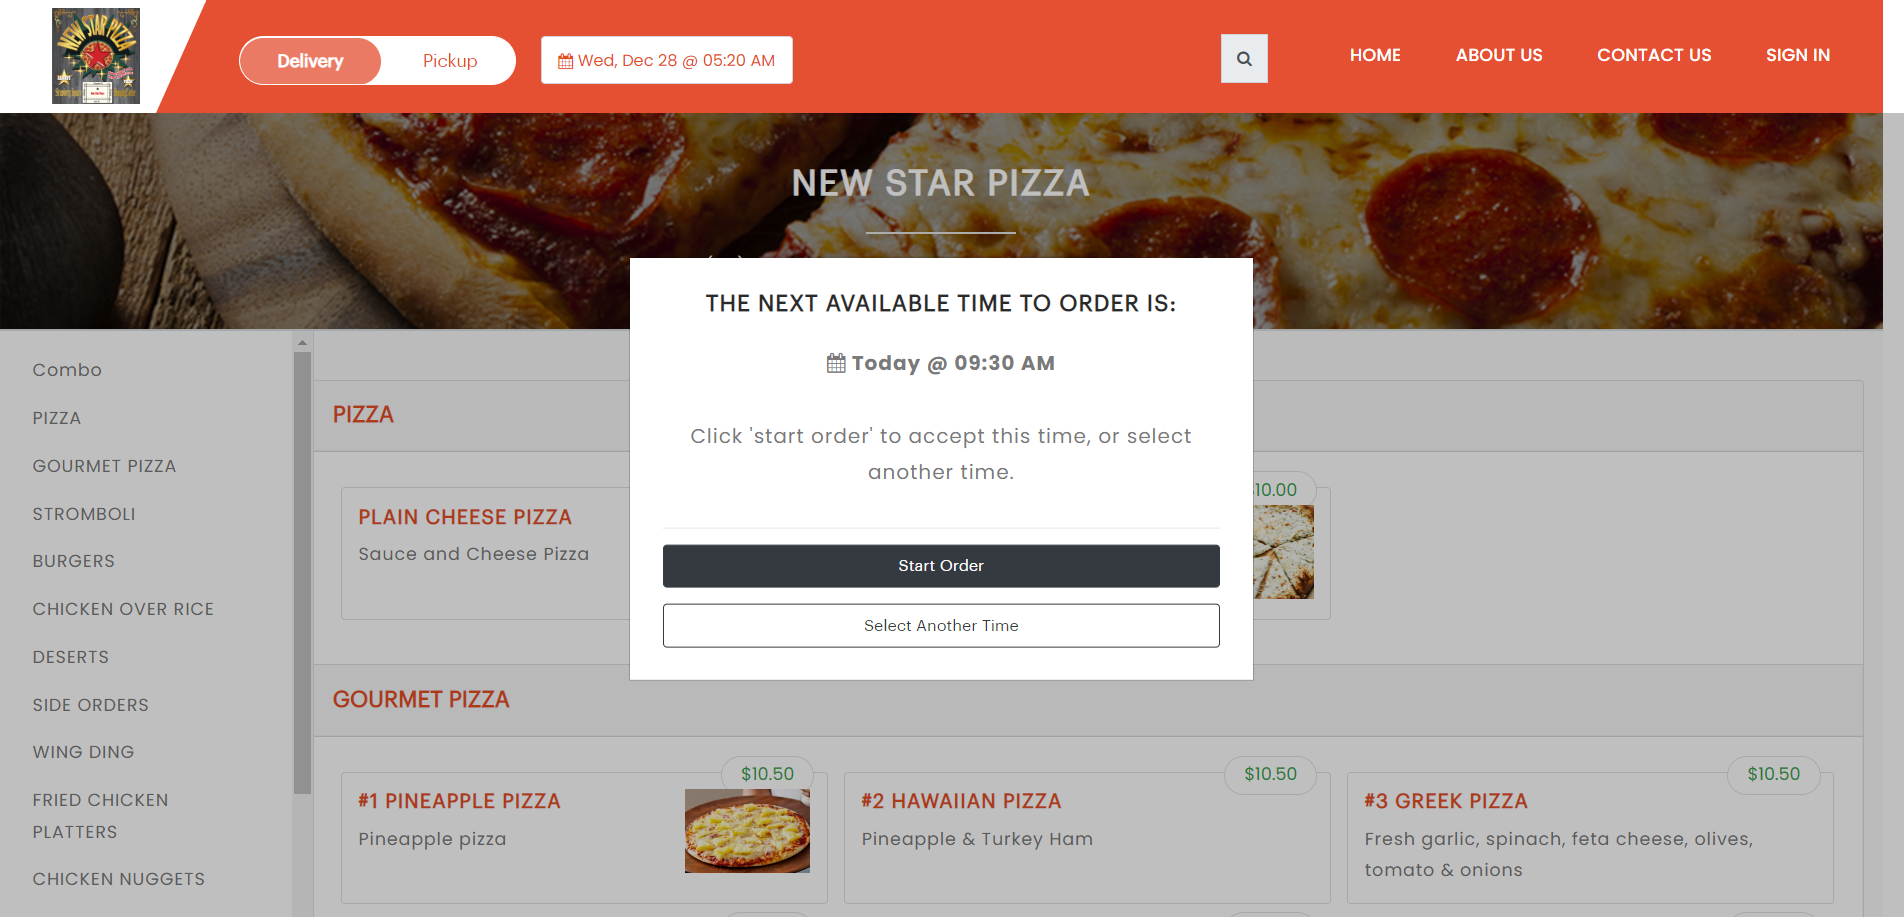 NEW STAR PIZZA
Delivery
Pickup
Wed, Dec 28 @ 05:20 AM
HOME
ABOUT US
CONTACT US
SIGN IN
NEW STAR PIZZA
THE NEXT AVAILABLE TIME TO ORDER IS:
Today @ 09:30 AM
Click 'start order' to accept this time, or select
another time.
Start Order
Select Another Time
Combo
PIZZA
GOURMET PIZZA
STROMBOLI
BURGERS
CHICKEN OVER RICE
DESERTS
SIDE ORDERS
WING DING
FRIED CHICKEN
PLATTERS
CHICKEN NUGGETS
PIZZA
PLAIN CHEESE PIZZA
Sauce and Cheese Pizza
10.00
GOURMET PIZZA
$10.50
#1 PINEAPPLE PIZZA
Pineapple pizza
$10.50
#2 HAWAIIAN PIZZA
Pineapple & Turkey Ham
$10.50
#3 GREEK PIZZA
Fresh garlic, spinach, feta cheese, olives,
tomato & onions